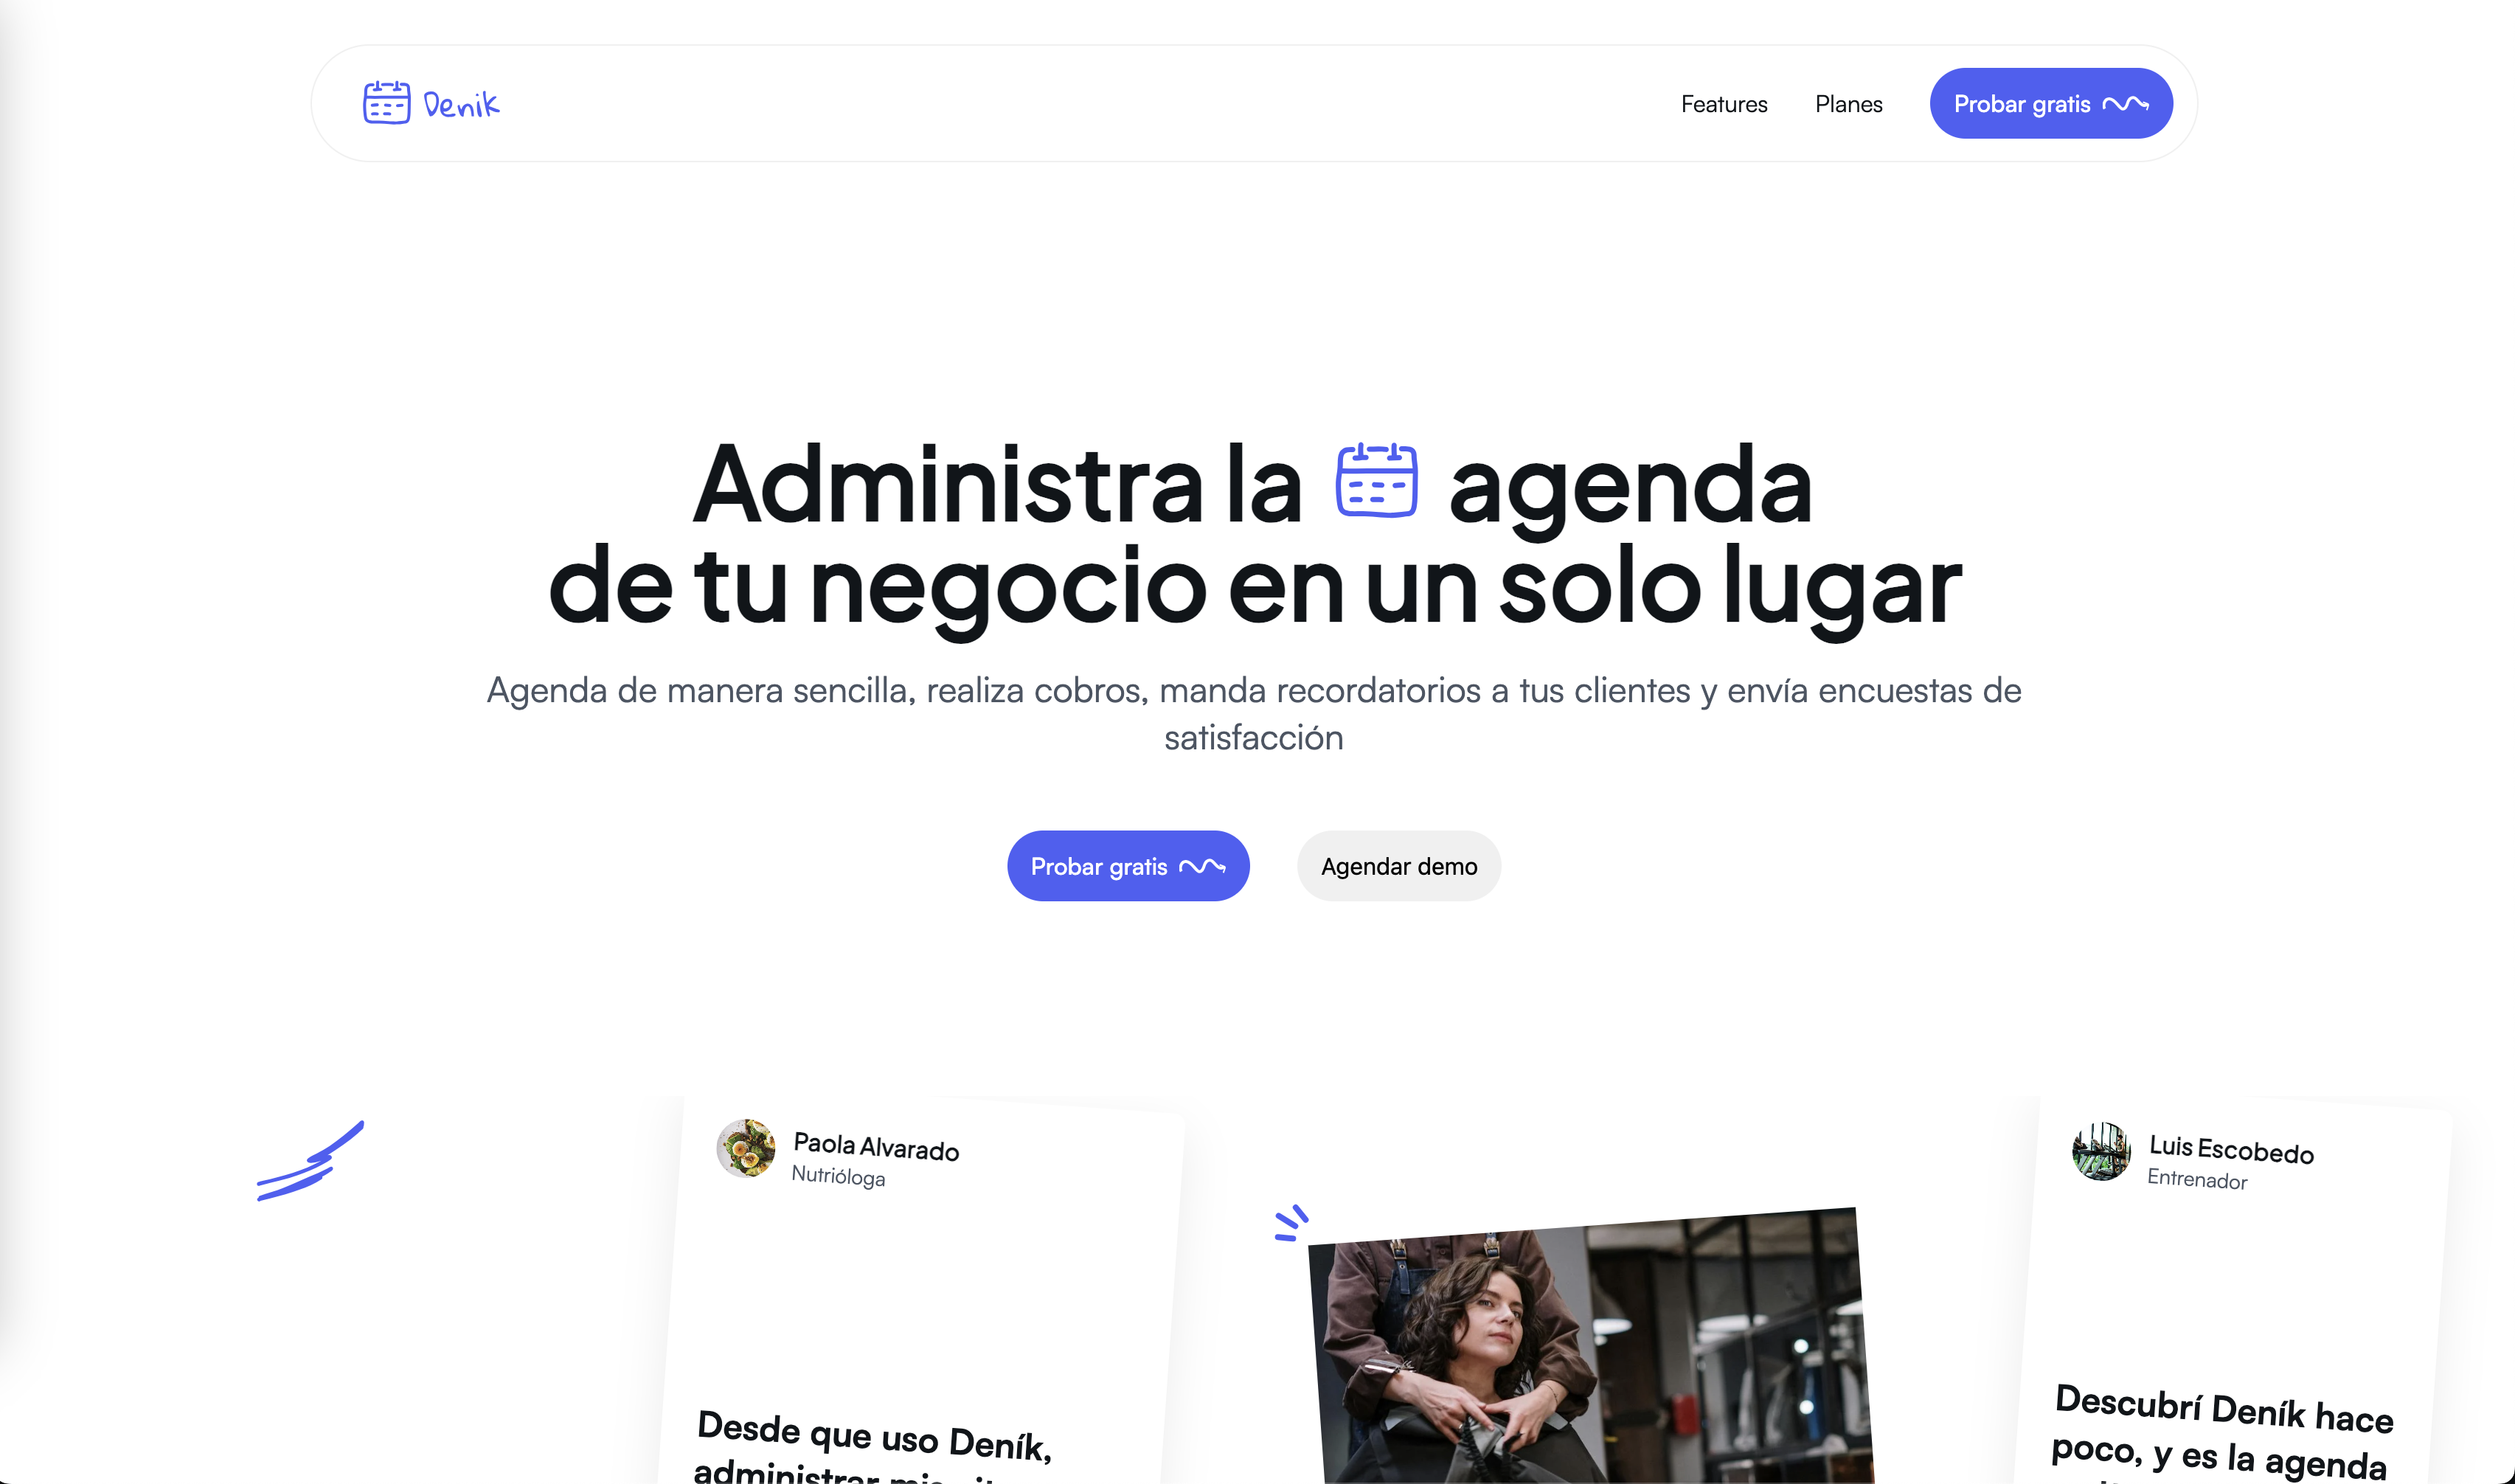 Denik
Features
Planes
Probar gratis
Administra la agenda
de tu negocio en un solo lugar
Agenda de manera sencilla, realiza cobros, manda recordatorios a tus clientes y envía encuestas de
satisfacción
Probar gratis
Agendar demo
Paola Alvarado
Nutrióloga
Desde que uso Deník,
administrar mis
Luis Escobedo
Entrenador
Descubrí Deník hace
poco, y es la agenda